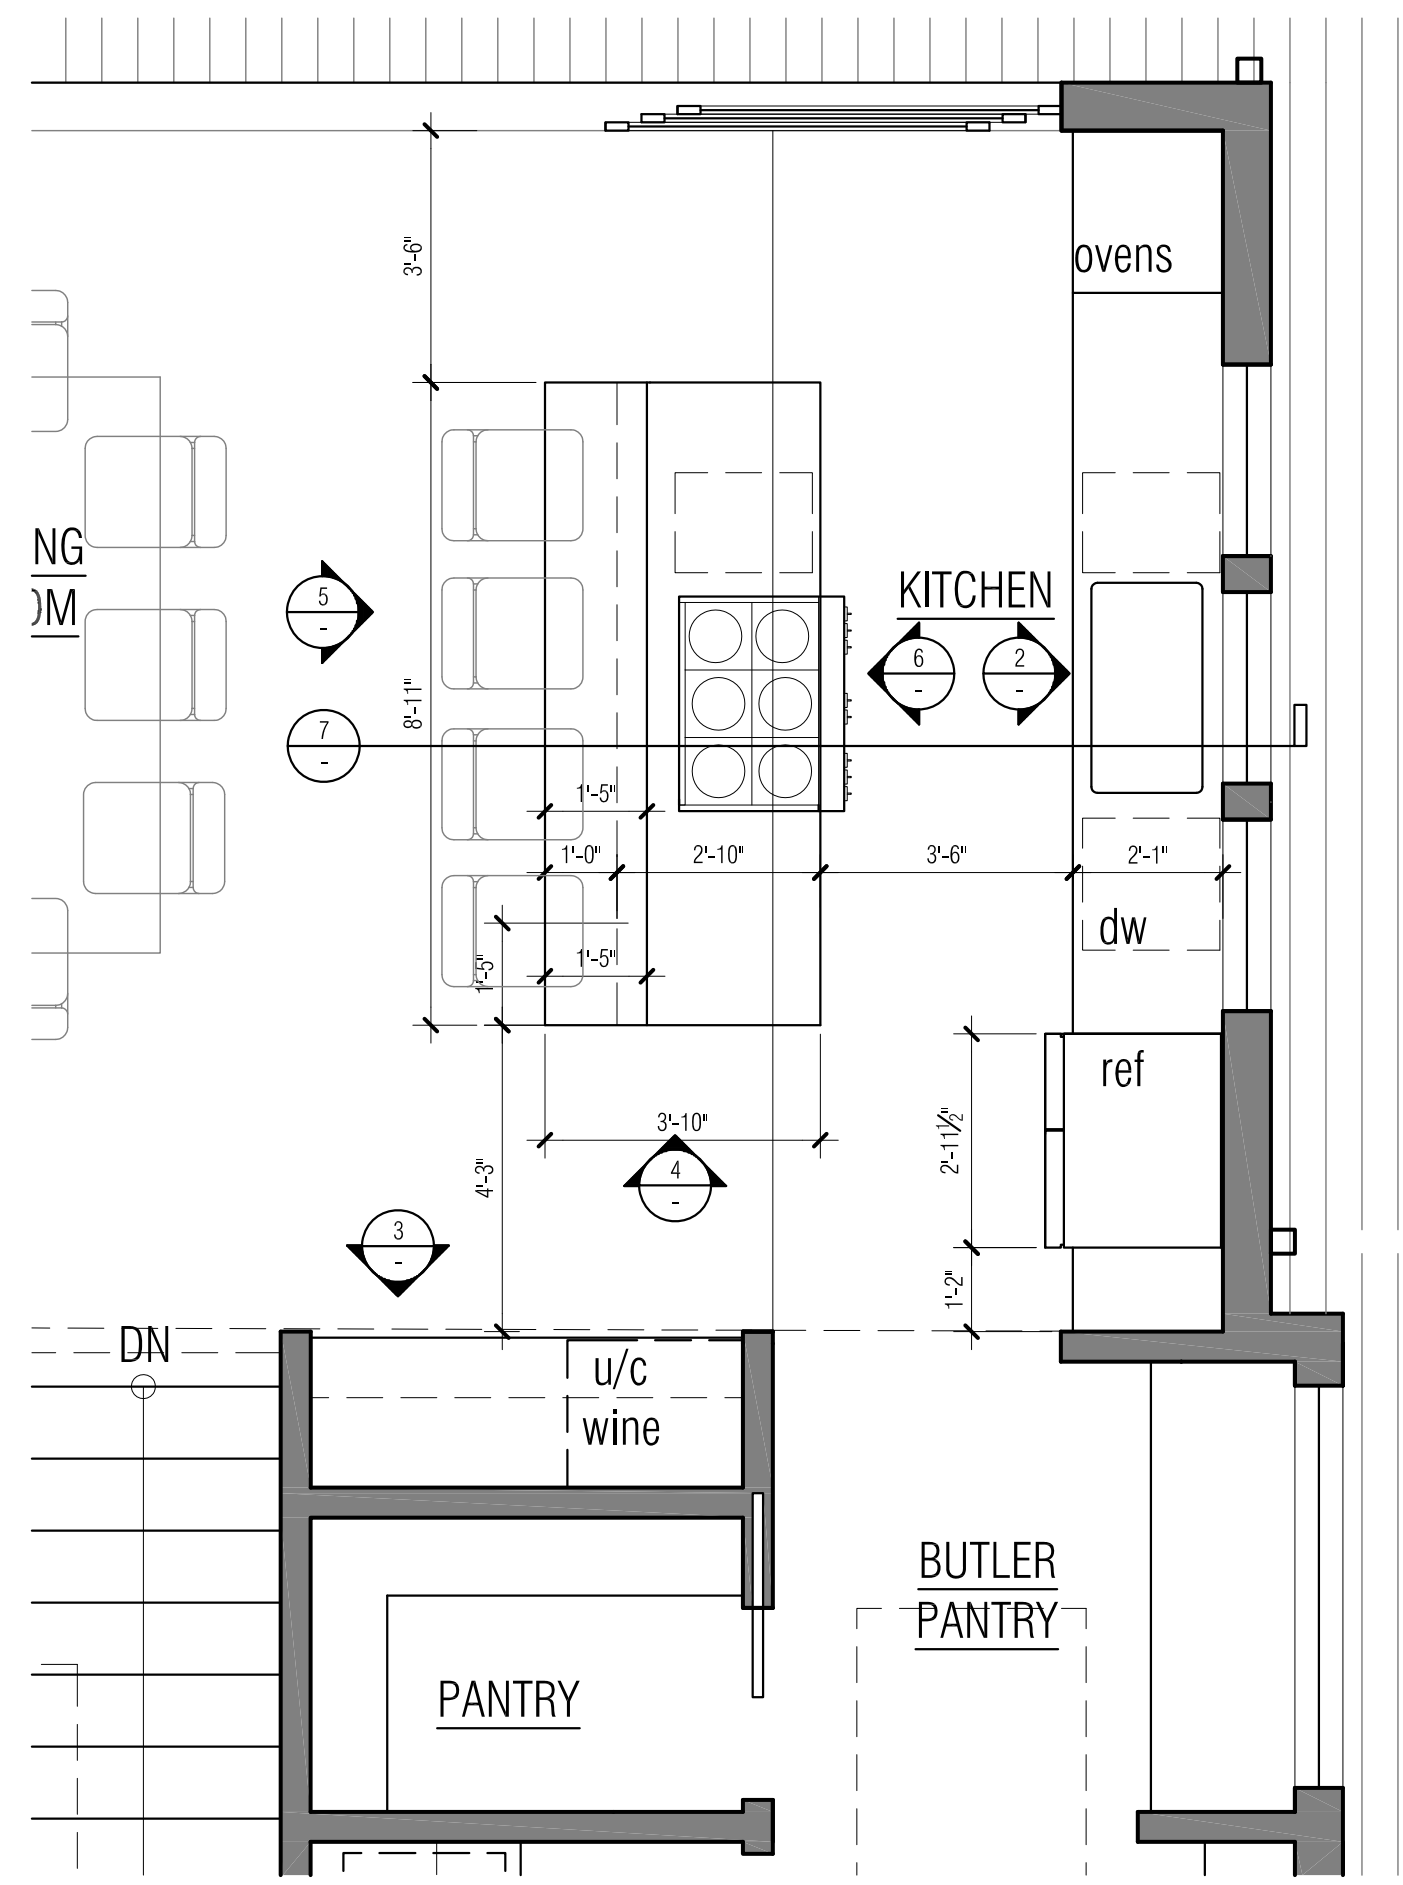 3'-6"
ovens
NG
OM
KITCHEN
5
-
6
-
2
-
8'-11"
7
-
1'-5"
1'-0"
2'-10"
3'-6"
2'-1"
dw
1'-5"
1'-5"
ref
3'-10"
2'-11½"
4'-3"
4
-
3
-
1'-2"
DN
u/c
wine
BUTLER
PANTRY
PANTRY